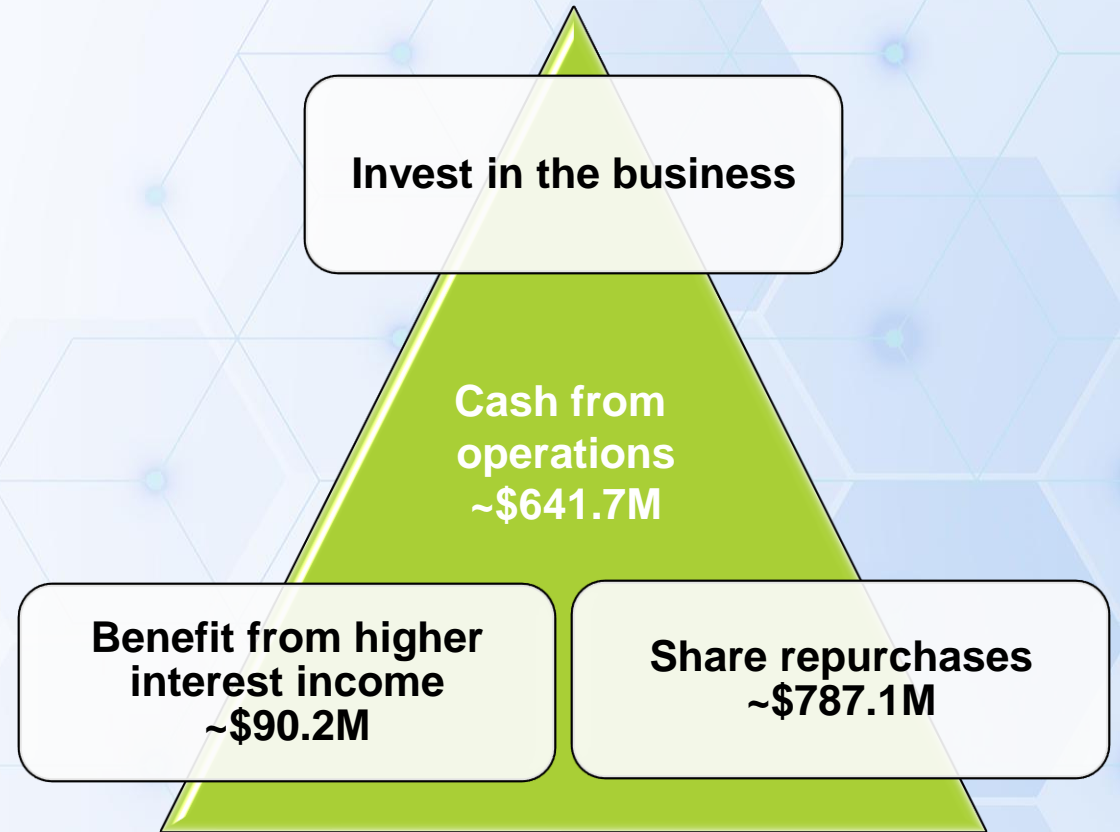 Invest in the business
Cash from
operations
~$641.7M
Benefit from higher
interest income
~$90.2M
Share repurchases
~$787.1M